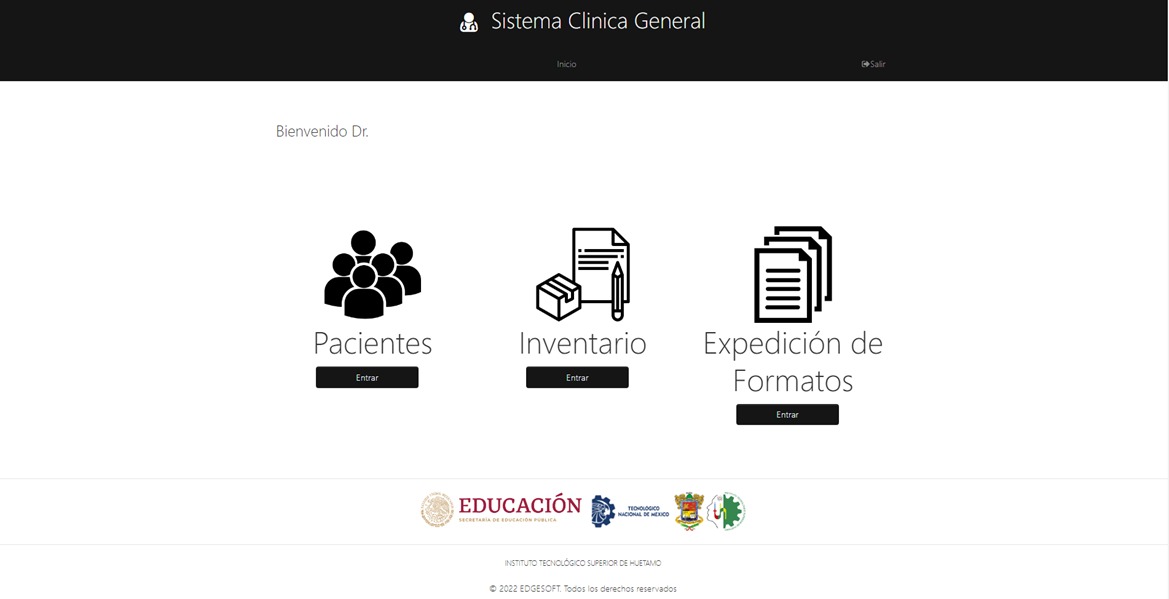 Sistema Clinica General
Inicio
Salir
Bienvenido Dr.
Pacientes
Entrar
Inventario
Entrar
Expedición de
Formatos
Entrar
EDUCACIÓN
SECRETARÍA DE EDUCACIÓN PÚBLICA
TECNOLÓGICO
NACIONAL DE MÉXICO
INSTITUTO TECNOLÓGICO SUPERIOR DE HUETAMO
© 2022 EDGESOFT. Todos los derechos reservados